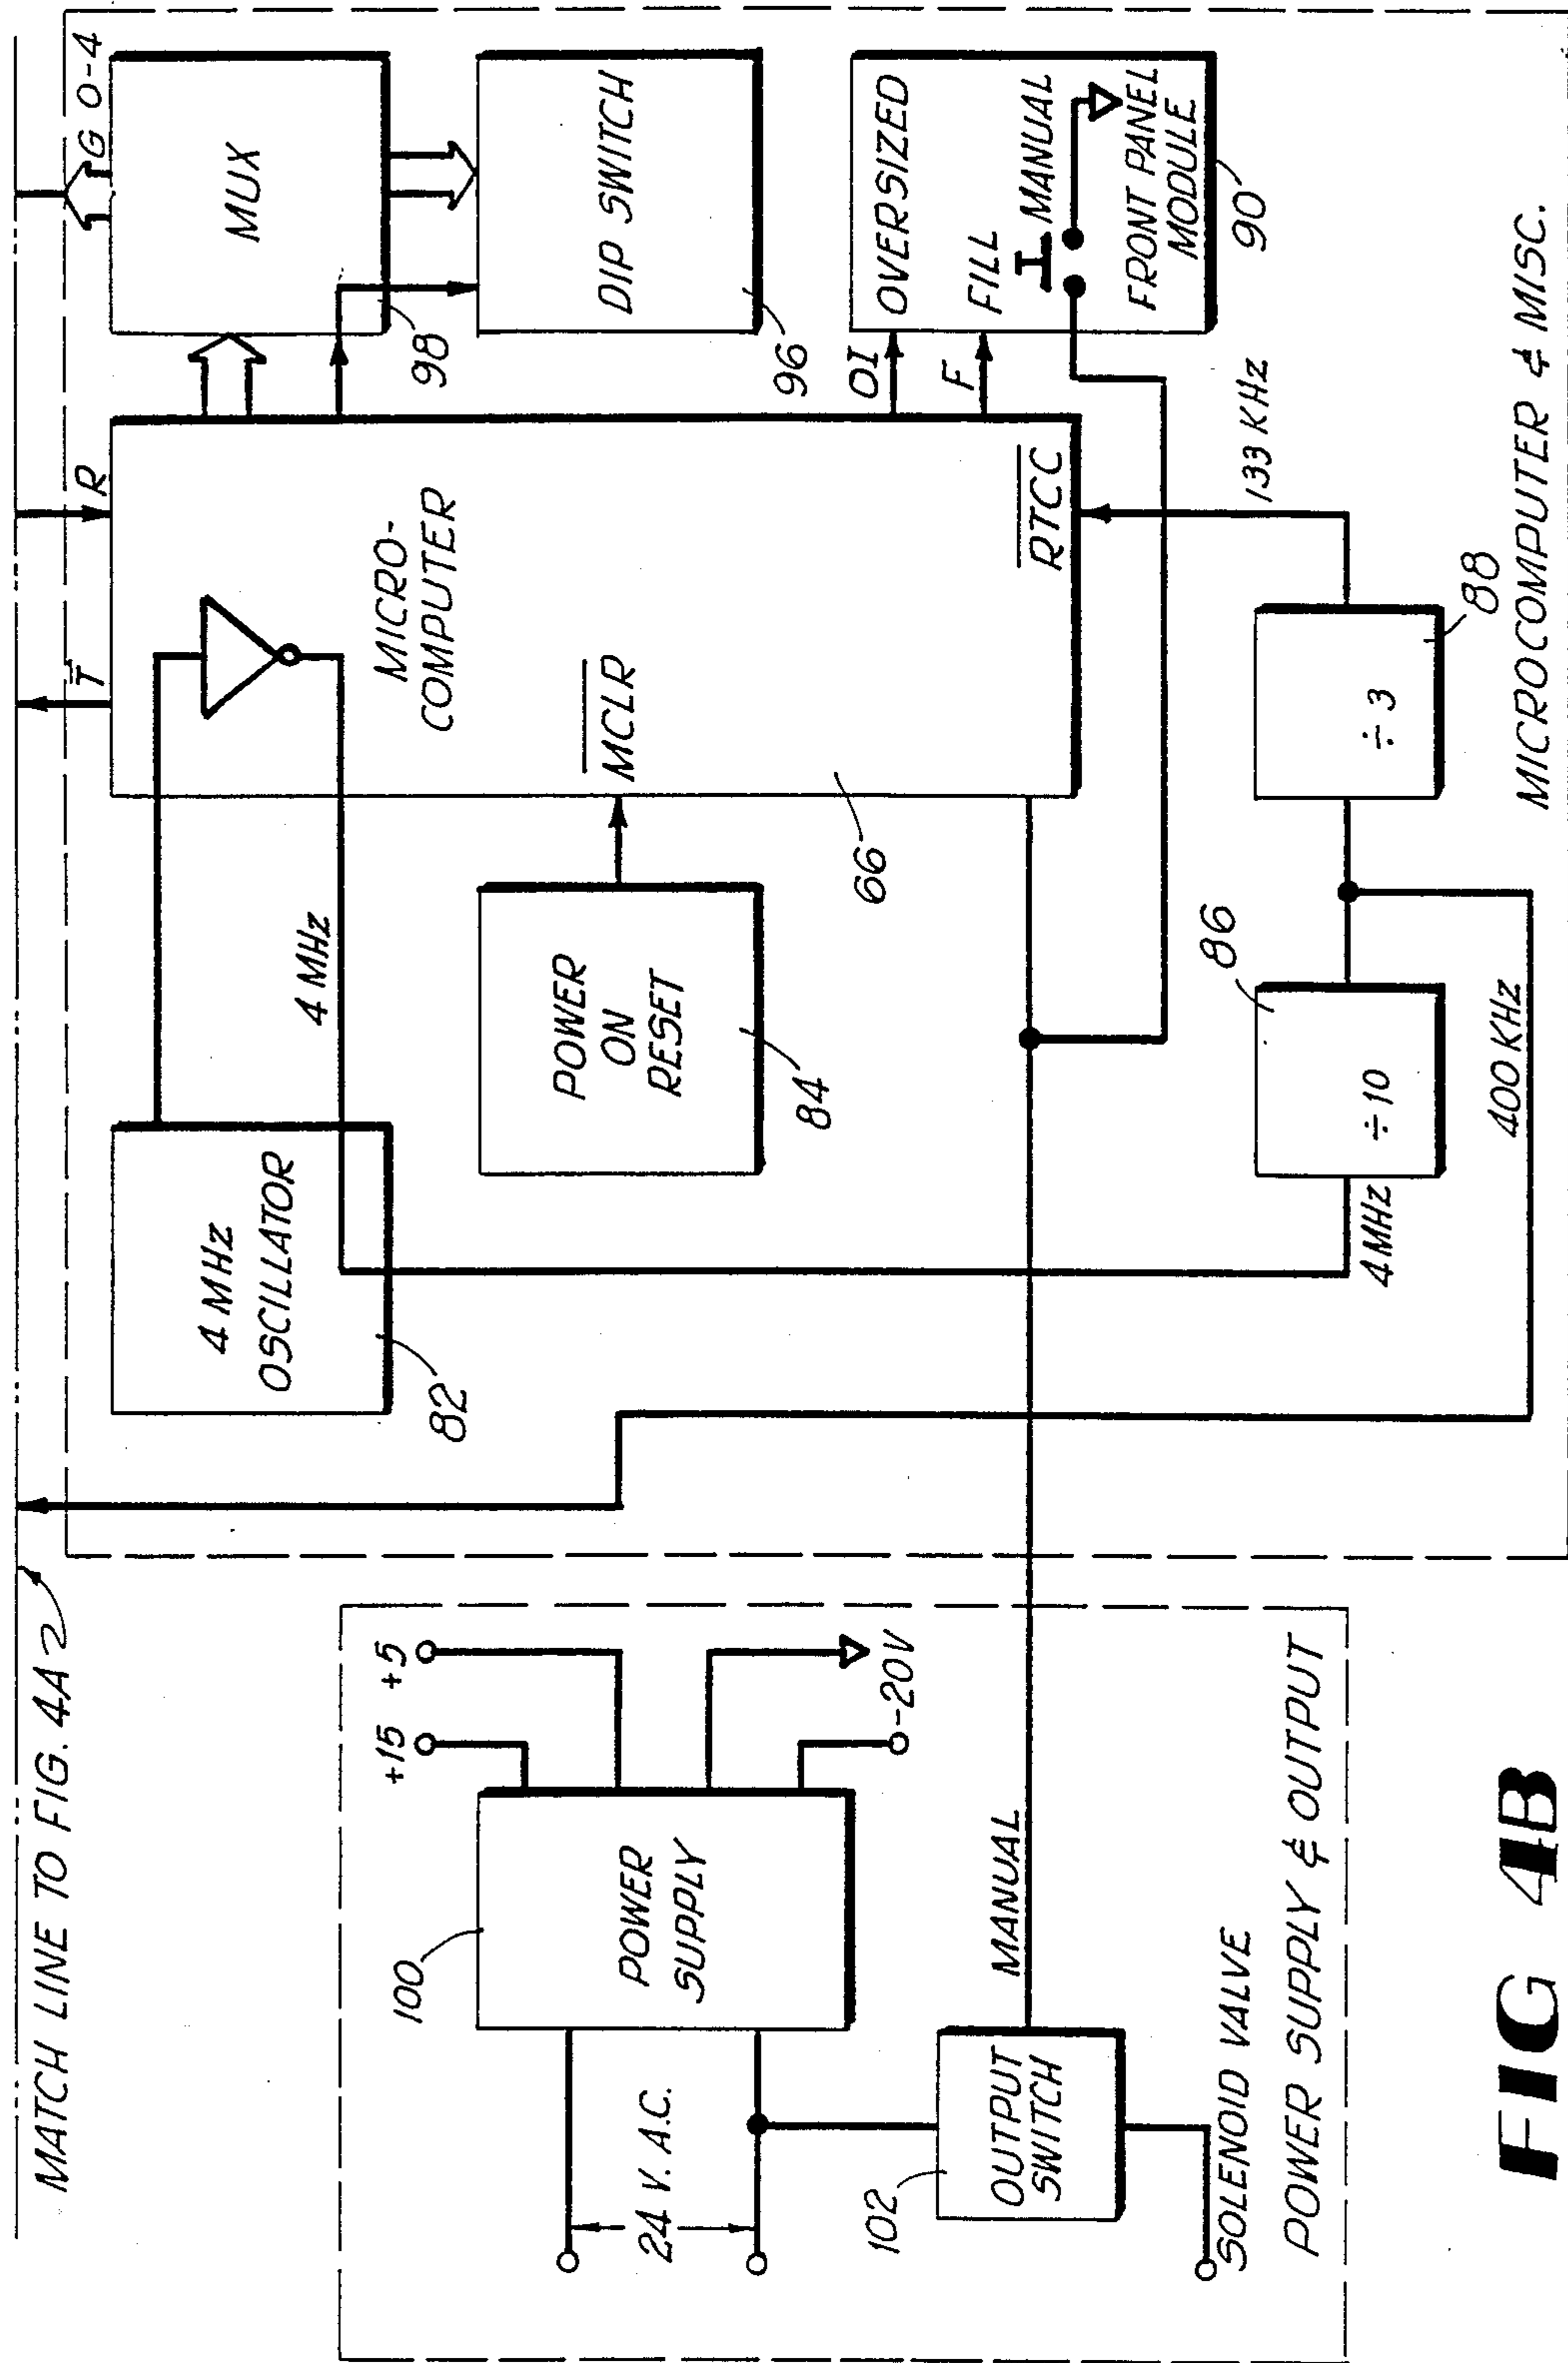 MATCH LINE TO FIG. 4A
4 MHz
OSCILLATOR
82
4 MHz
T̅
R
G 0-4
MICRO-
COMPUTER
MUX
98
POWER
ON
RESET
84
M̅C̅L̅R̅
66
DIP SWITCH
96
OI
F
OVERSIZED
FILL
MANUAL
FRONT PANEL
MODULE
90
R̅T̅C̅C̅
133 KHz
86
÷ 10
4 MHz
400 KHz
÷ 3
88
MICROCOMPUTER & MISC.
+15
+5
-20V
100
POWER
SUPPLY
24 V. A.C.
MANUAL
102
OUTPUT
SWITCH
SOLENOID VALVE
POWER SUPPLY & OUTPUT
FIG 4B